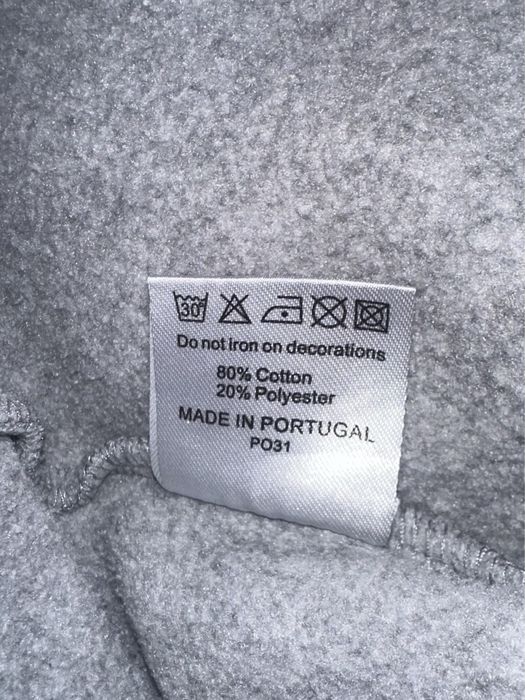 30
Do not iron on decorations
80% Cotton
20% Polyester
MADE IN PORTUGAL
PO31